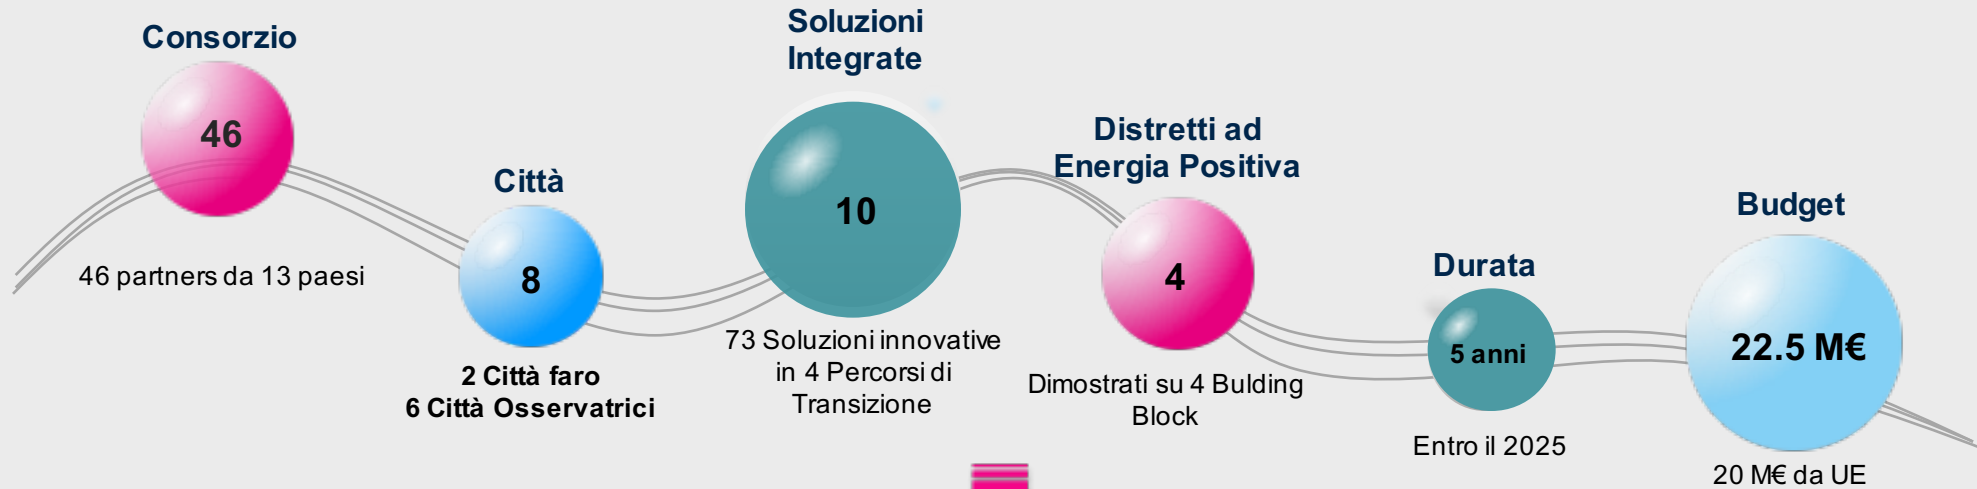 Consorzio
46
46 partners da 13 paesi
Città
8
2 Città faro
6 Città Osservatrici
Soluzioni
Integrate
10
73 Soluzioni innovative
in 4 Percorsi di
Transizione
Distretti ad
Energia Positiva
4
Dimostrati su 4 Bulding
Block
Durata
5 anni
Entro il 2025
Budget
22.5 M€
20 M€ da UE